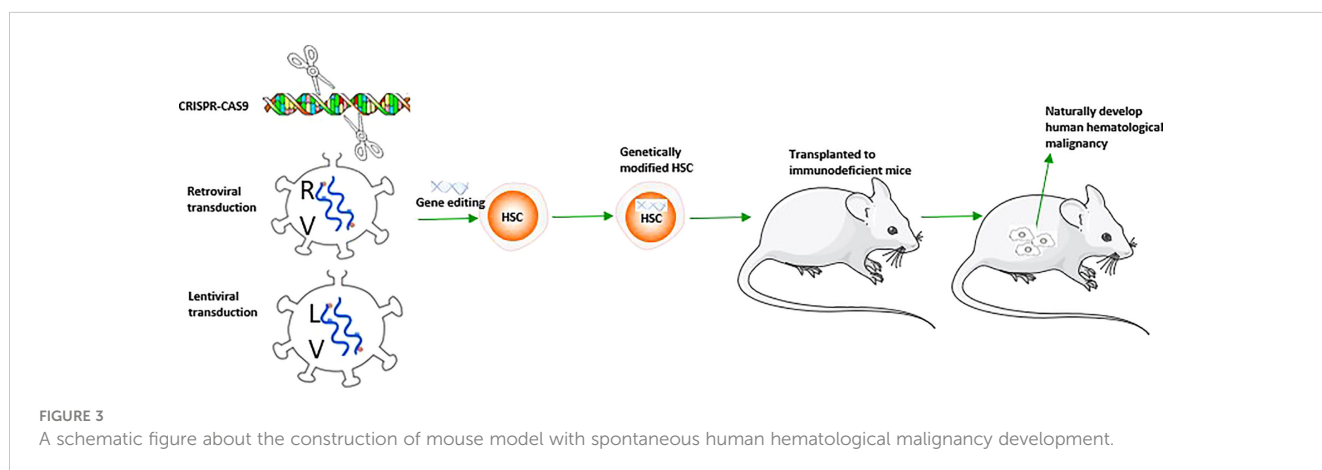 CRISPR-CAS9
Retroviral
transduction
R
V
Lentiviral
transduction
L
V
Gene editing
HSC
Genetically
modified HSC
HSC
Transplanted to
immunodeficient mice
Naturally develop
human hematological
malignancy
FIGURE 3
A schematic figure about the construction of mouse model with spontaneous human hematological malignancy development.